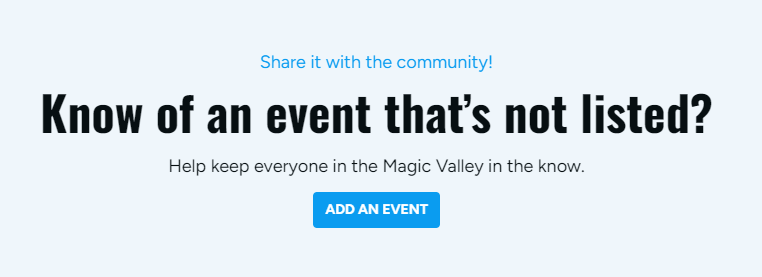 Share it with the community!
Know of an event that’s not listed?
Help keep everyone in the Magic Valley in the know.
ADD AN EVENT